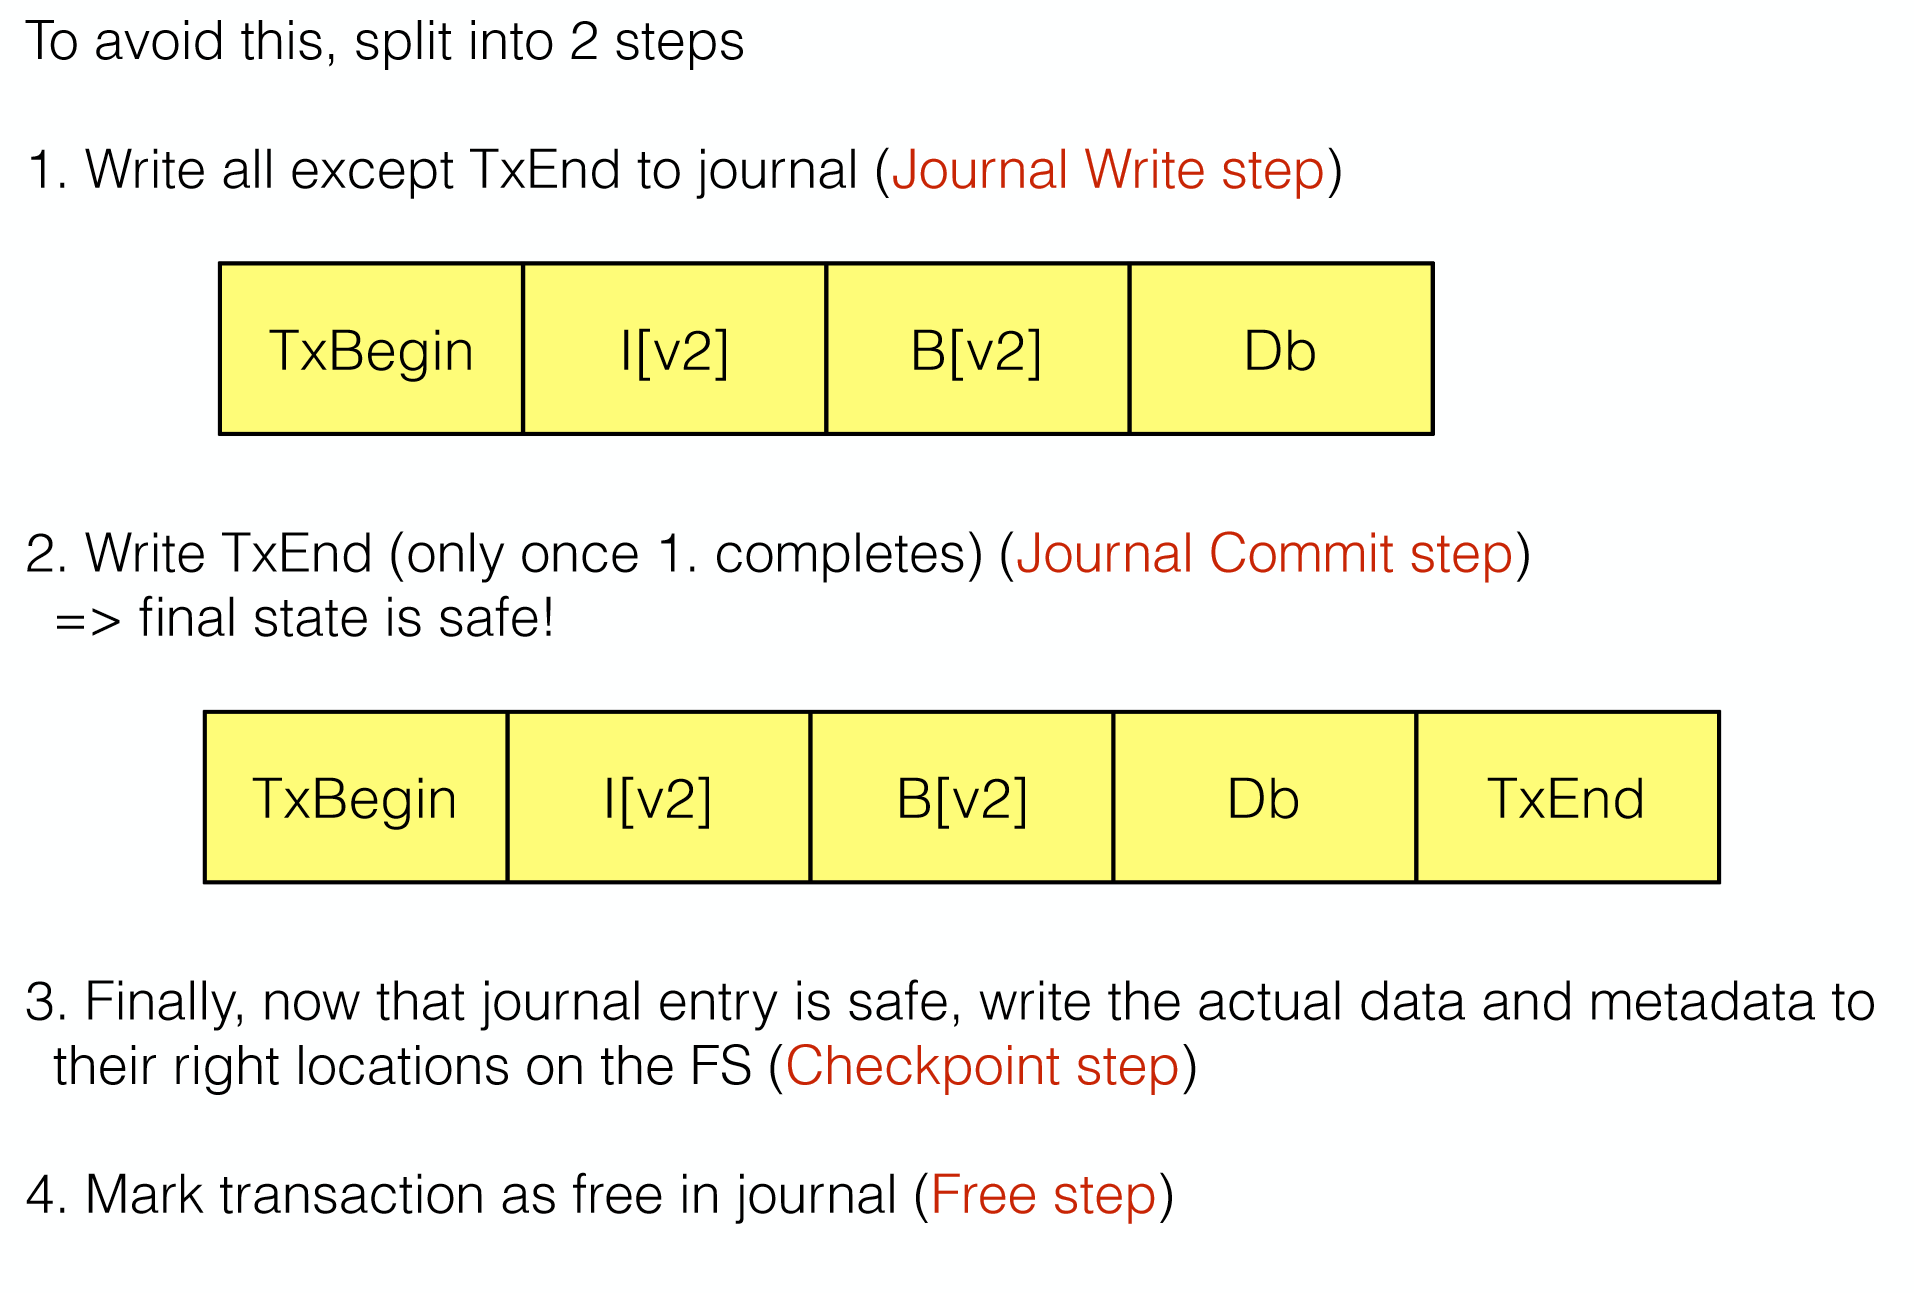 To avoid this, split into 2 steps
1. Write all except TxEnd to journal (Journal Write step)
TxBegin I[v2] B[v2] Db
2. Write TxEnd (only once 1. completes) (Journal Commit step)
=> final state is safe!
TxBegin I[v2] B[v2] Db TxEnd
3. Finally, now that journal entry is safe, write the actual data and metadata to
their right locations on the FS (Checkpoint step)
4. Mark transaction as free in journal (Free step)